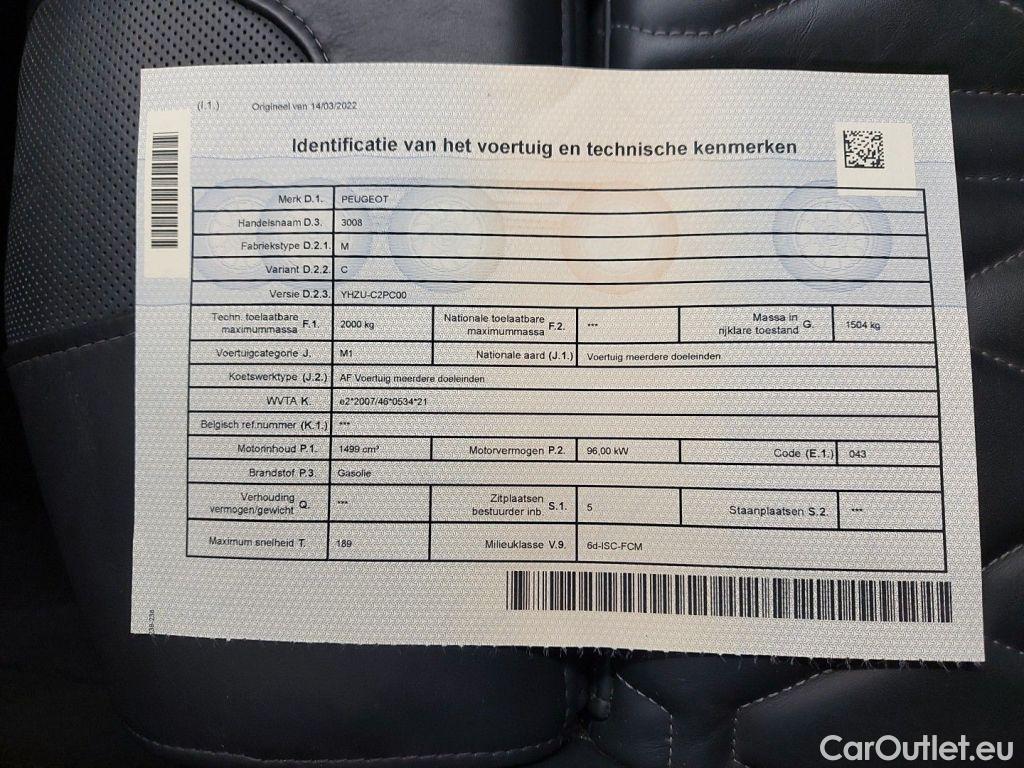 (I.1.) Origineel van 14/03/2022
Identificatie van het voertuig en technische kenmerken
Merk D.1. PEUGEOT
Handelsnaam D.3. 3008
Fabriekstype D.2.1. M
Variant D.2.2. C
Versie D.2.3. YHZU-C2PC00
Techn. toelaatbare maximummassa F.1. 2000 kg Nationale toelaatbare maximummassa F.2. *** Massa in rijklare toestand G. 1504 kg
Voertuigcategorie J. M1 Nationale aard (J.1.) Voertuig meerdere doeleinden
Koetswerktype (J.2.) AF Voertuig meerdere doeleinden
WVTA K. e2*2007/46*0534*21
Belgisch ref.nummer (K.1.) ***
Motorinhoud P.1. 1499 cm³ Motorvermogen P.2. 96,00 kW Code (E.1.) 043
Brandstof P.3. Gasolie
Verhouding vermogen/gewicht Q. *** Zitplaatsen bestuurder inb. S.1. 5 Staanplaatsen S.2. ***
Maximum snelheid T. 189 Milieuklasse V.9. 6d-ISC-FCM
CarOutlet.eu